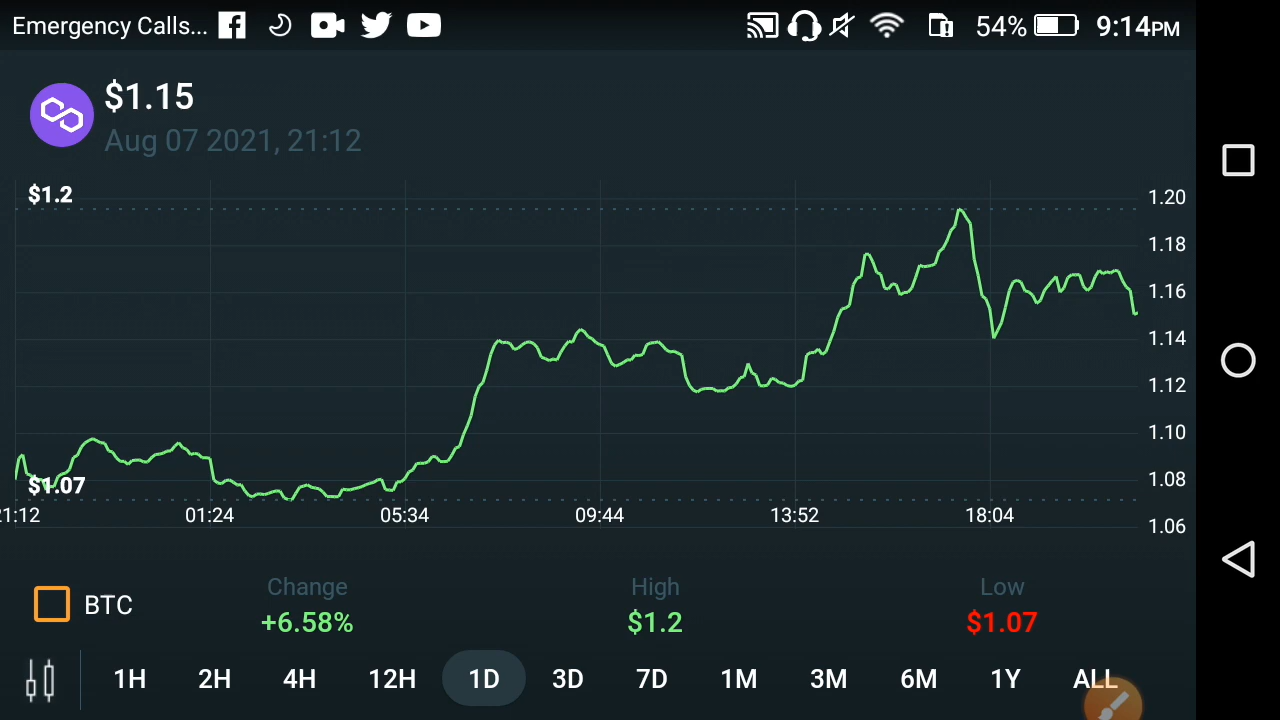 Emergency Calls... 54% 9:14PM
$1.15
Aug 07 2021, 21:12
$1.2
1.20
1.18
1.16
1.14
1.12
1.10
1.08
1.06
$1.07
21:12 01:24 05:34 09:44 13:52 18:04
BTC
Change High Low
+6.58% $1.2 $1.07
1H 2H 4H 12H 1D 3D 7D 1M 3M 6M 1Y ALL